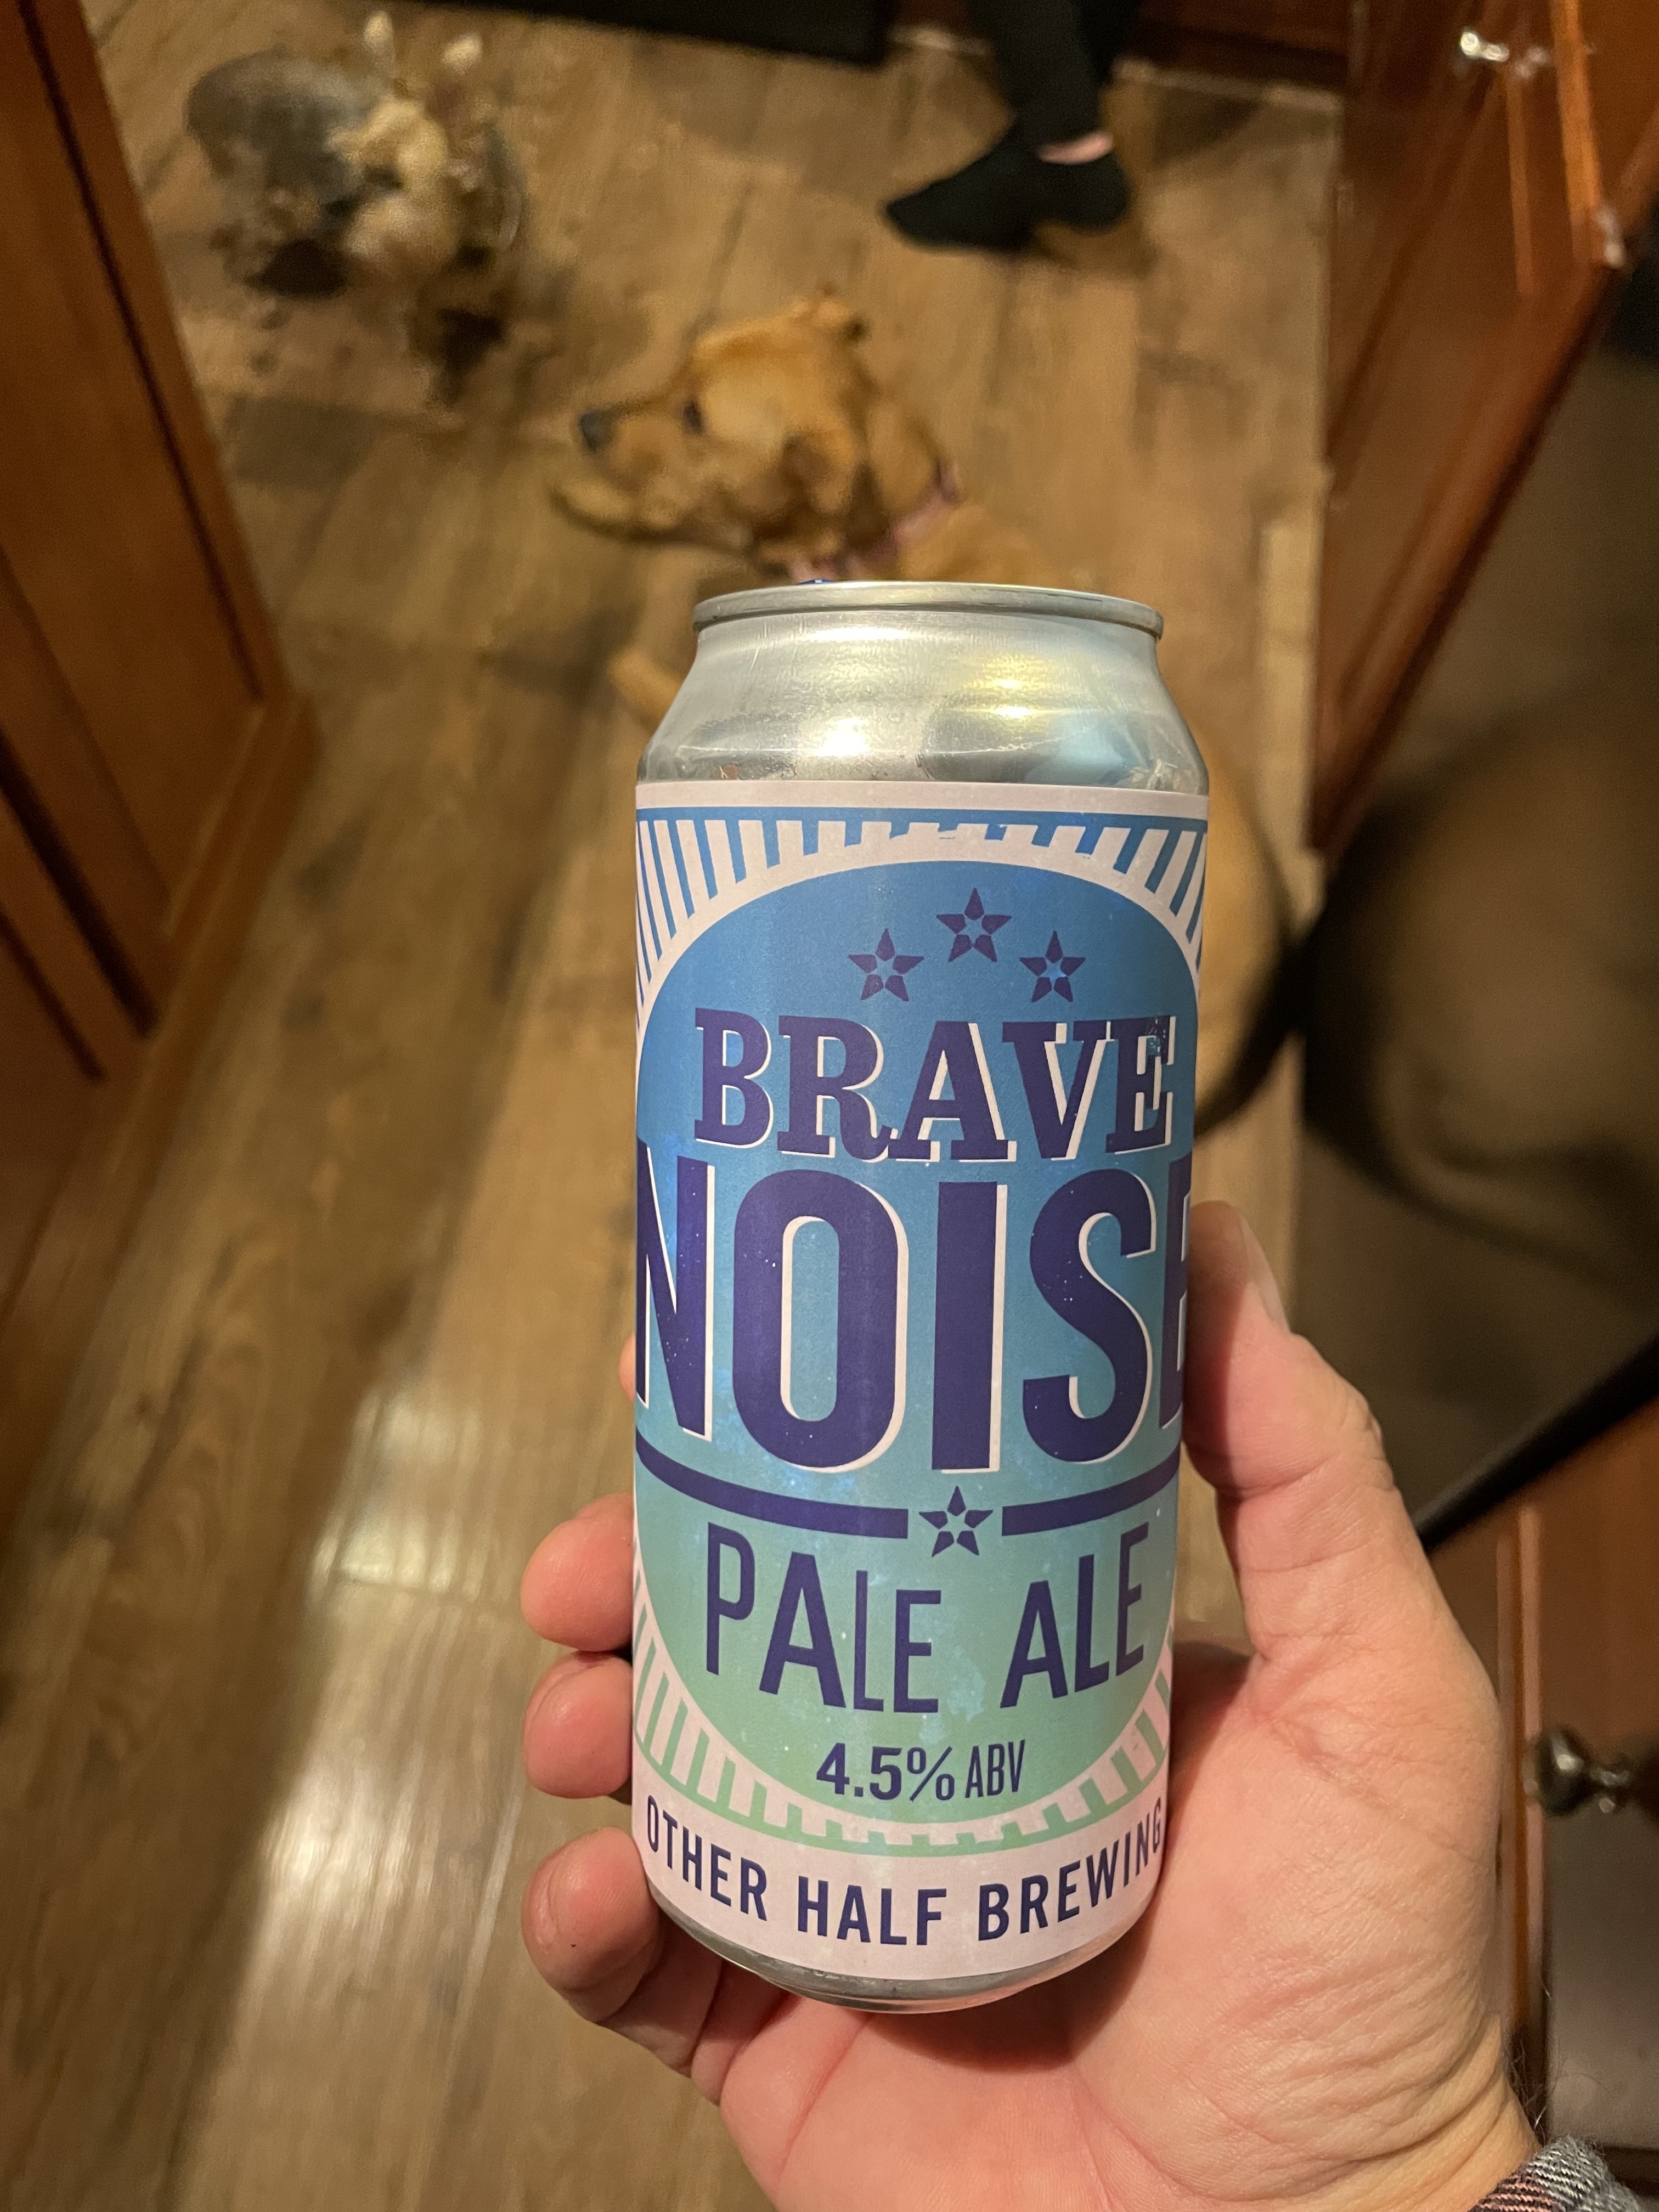 BRAVE
NOISE
PALE ALE
4.5% ABV
OTHER HALF BREWING